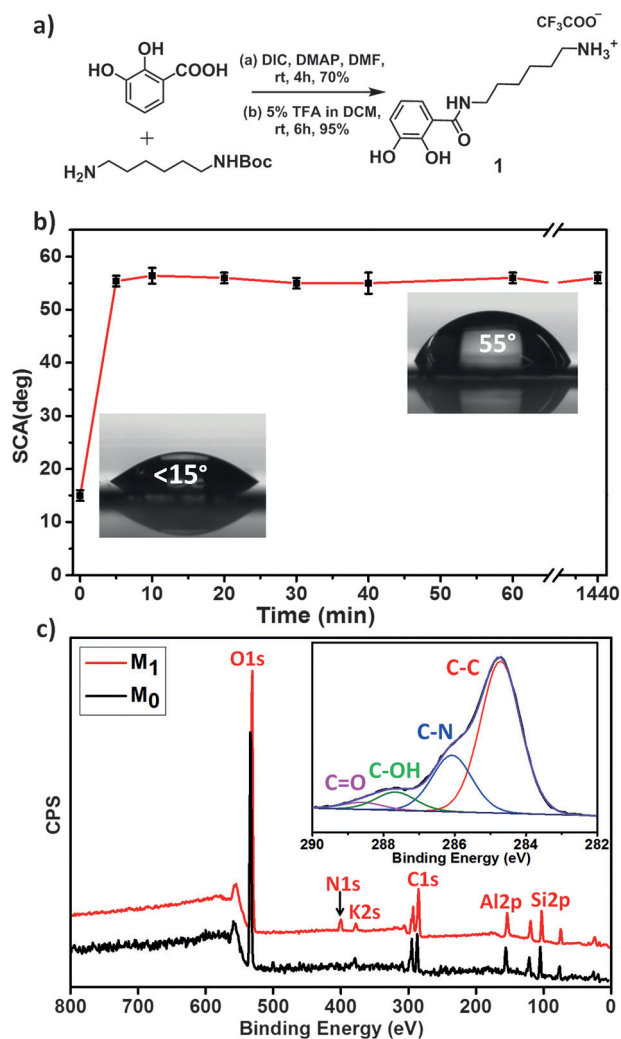 a)
CF₃COO⁻
HO
OH
COOH
(a) DIC, DMAP, DMF,
rt, 4h, 70%
(b) 5% TFA in DCM,
rt, 6h, 95%
+
H₂N
NHBoc
NH₃⁺
HN
O
HO
OH
1
b)
SCA(deg)
60
50
40
30
20
10
0
<15°
55°
0
10
20
30
40
50
60
1440
Time (min)
c)
M₁
M₀
CPS
O1s
N1s
K2s
C1s
Al2p
Si2p
C-C
C-N
C-OH
C=O
290
288
286
284
282
Binding Energy (eV)
800
700
600
500
400
300
200
100
0
Binding Energy (eV)